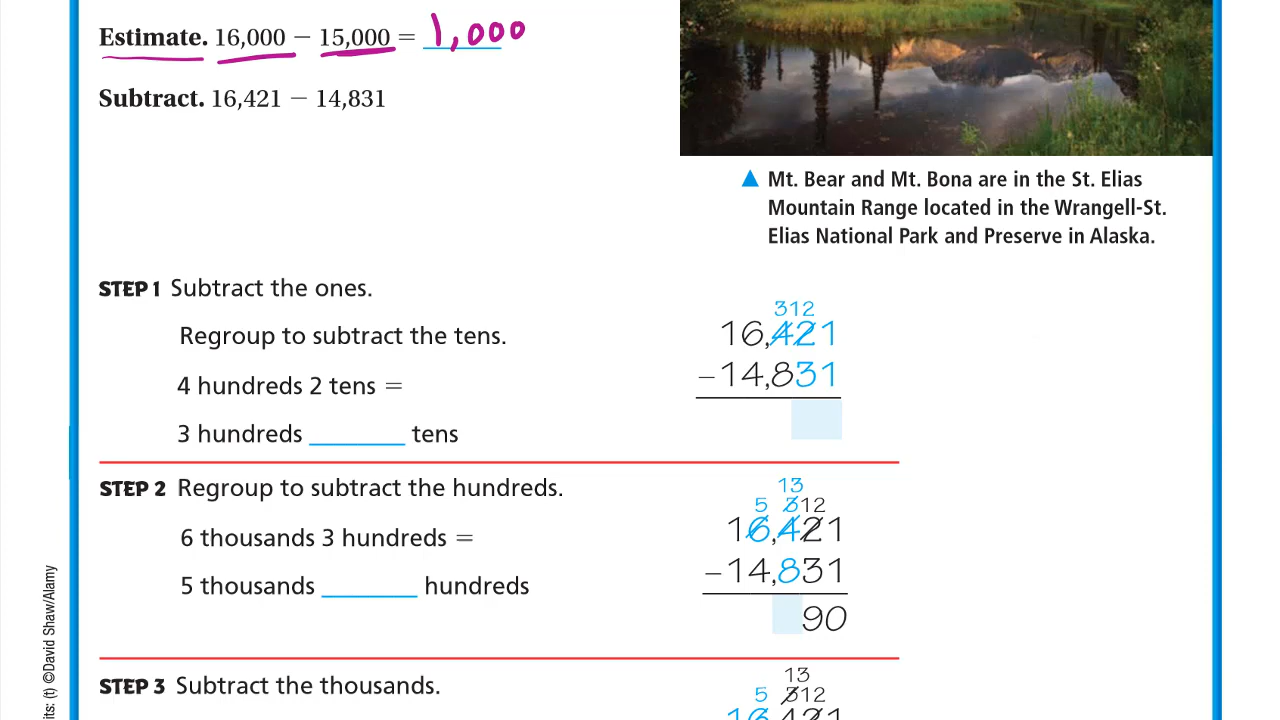 Estimate. 16,000 − 15,000 = 1,000
Subtract. 16,421 − 14,831
▲ Mt. Bear and Mt. Bona are in the St. Elias
Mountain Range located in the Wrangell-St.
Elias National Park and Preserve in Alaska.
STEP 1 Subtract the ones.
Regroup to subtract the tens.
4 hundreds 2 tens =
3 hundreds ________ tens
312
16,421
−14,831
STEP 2 Regroup to subtract the hundreds.
6 thousands 3 hundreds =
5 thousands ________ hundreds
13
5 312
16,421
−14,831
90
STEP 3 Subtract the thousands.
13
5 312
16,421
its: (t) ©David Shaw/Alamy